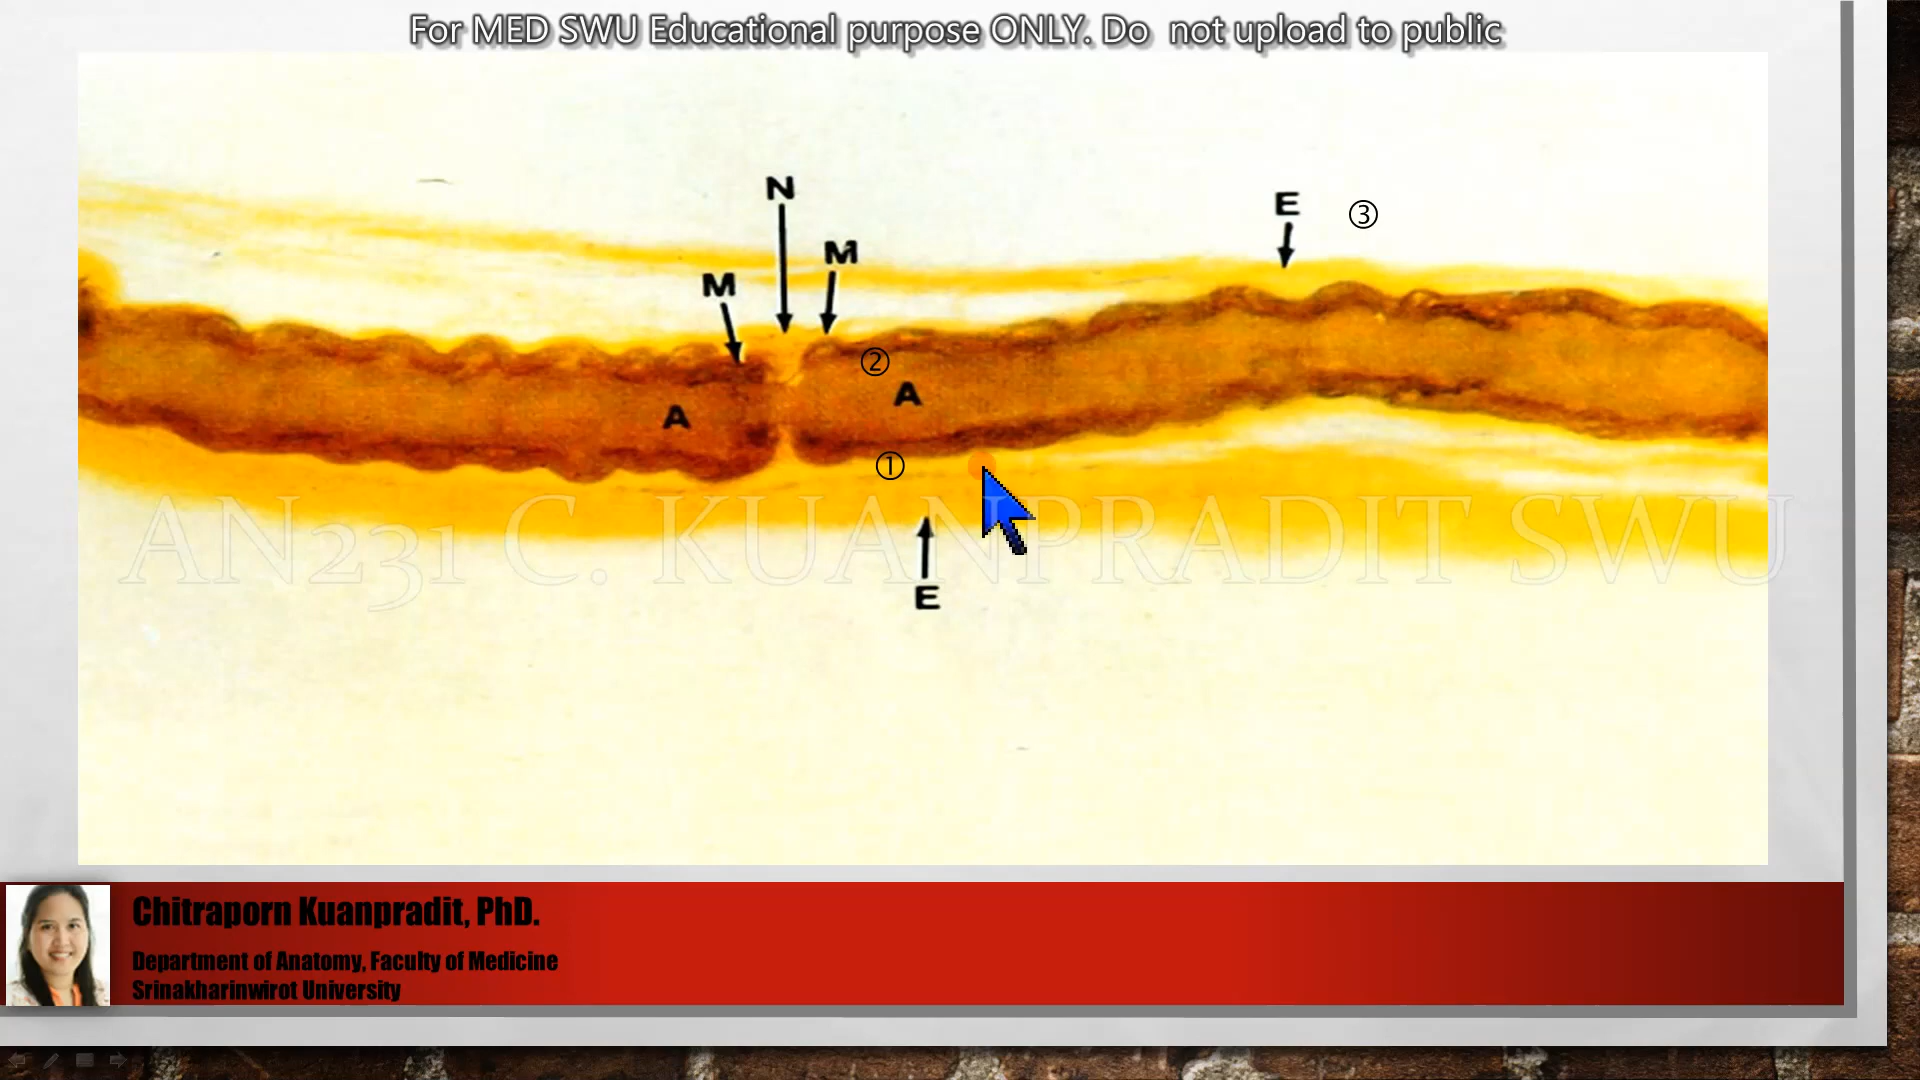 For MED SWU Educational purpose ONLY. Do not upload to public
N
E ③
M
M
②
A
A
①
AN231 C. KUANPRADIT SWU
E
Chitraporn Kuanpradit, PhD.
Department of Anatomy, Faculty of Medicine
Srinakharinwirot University